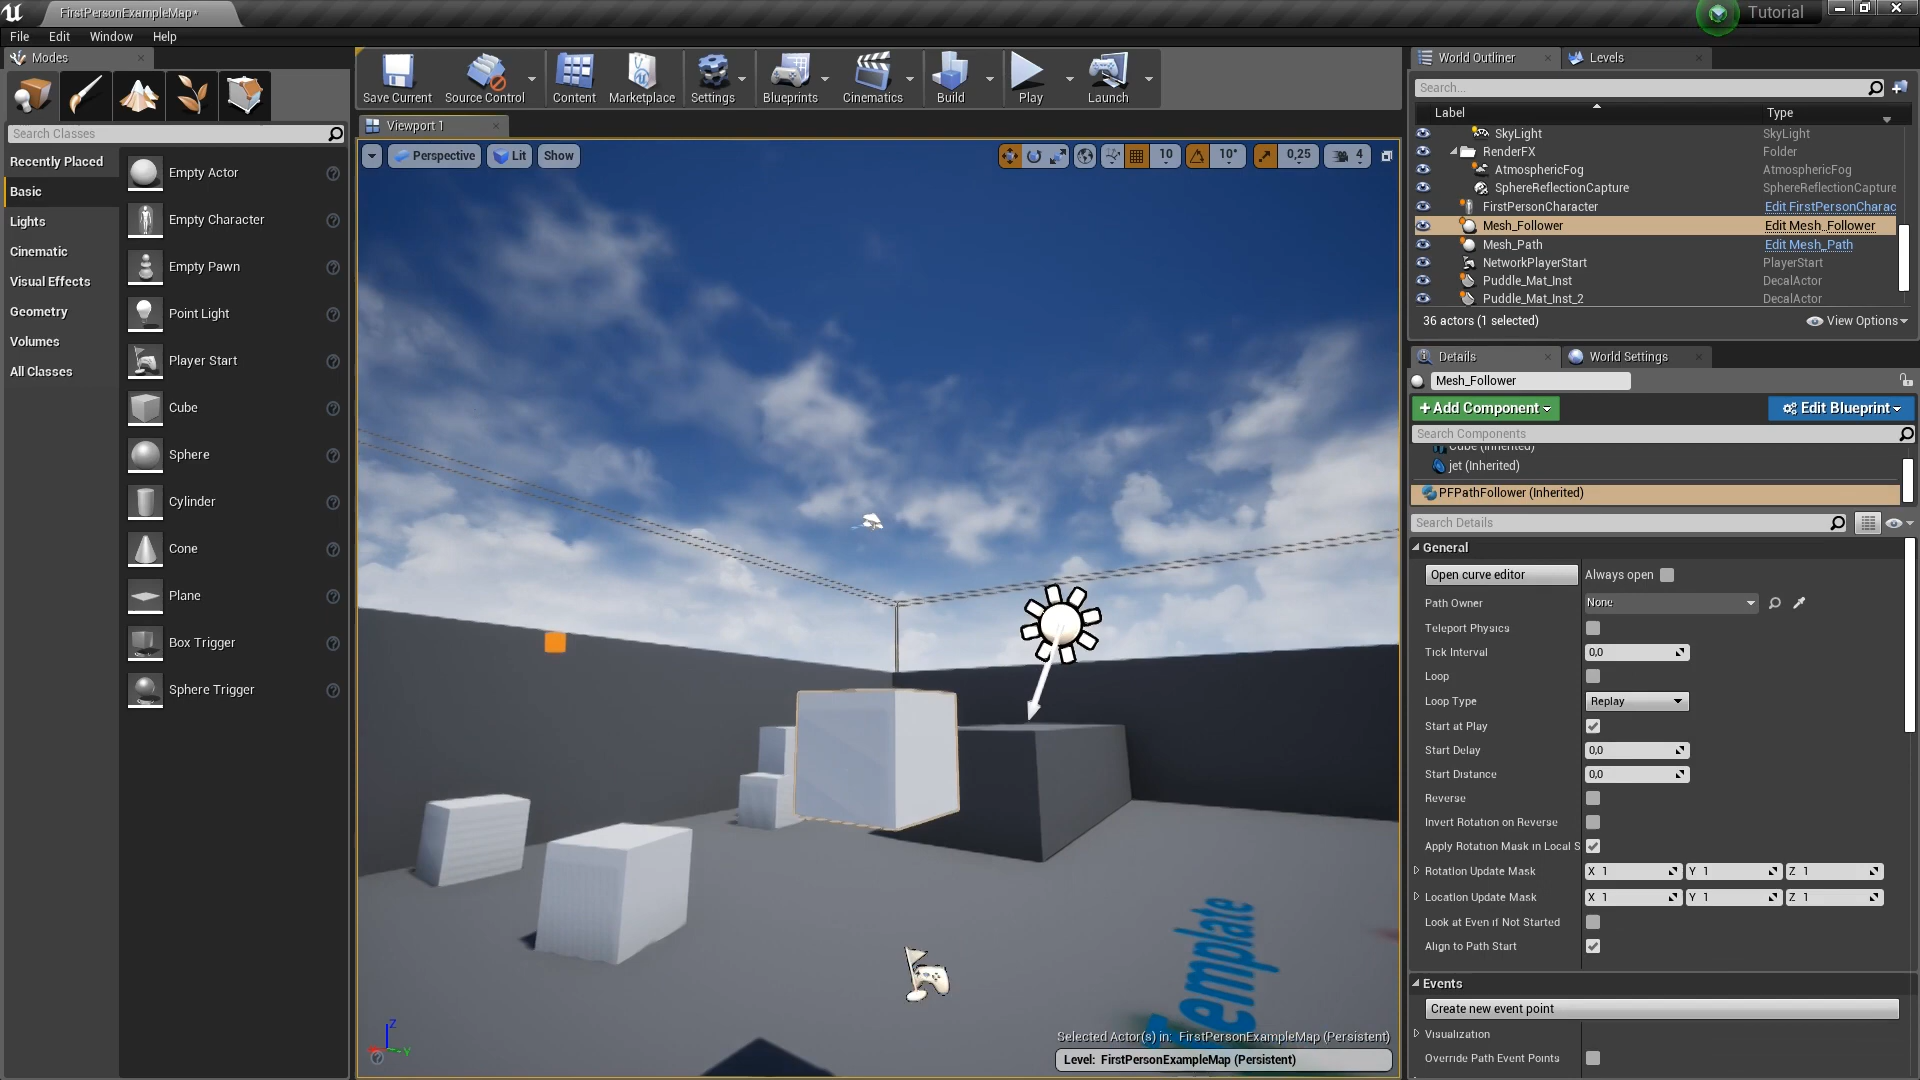 FirstPersonExampleMap*
Tutorial
File Edit Window Help
Modes
Search Classes
Recently Placed
Basic
Lights
Cinematic
Visual Effects
Geometry
Volumes
All Classes
Empty Actor
Empty Character
Empty Pawn
Point Light
Player Start
Cube
Sphere
Cylinder
Cone
Plane
Box Trigger
Sphere Trigger
Save Current
Source Control
Content
Marketplace
Settings
Blueprints
Cinematics
Build
Play
Launch
Viewport 1
Perspective
Lit
Show
10
10°
0,25
4
Template
Z
Y
Selected Actor(s) in: FirstPersonExampleMap (Persistent)
Level: FirstPersonExampleMap (Persistent)
World Outliner
Levels
Search...
Label Type
SkyLight SkyLight
RenderFX Folder
AtmosphericFog AtmosphericFog
SphereReflectionCapture SphereReflectionCapture
FirstPersonCharacter Edit FirstPersonCharac
Mesh_Follower Edit Mesh_Follower
Mesh_Path Edit Mesh_Path
NetworkPlayerStart PlayerStart
Puddle_Mat_Inst DecalActor
Puddle_Mat_Inst_2 DecalActor
36 actors (1 selected)
View Options
Details
World Settings
Mesh_Follower
+Add Component
Edit Blueprint
Search Components
Cube (Inherited)
jet (Inherited)
PFPathFollower (Inherited)
Search Details
General
Open curve editor
Always open
Path Owner None
Teleport Physics
Tick Interval 0,0
Loop
Loop Type Replay
Start at Play
Start Delay 0,0
Start Distance 0,0
Reverse
Invert Rotation on Reverse
Apply Rotation Mask in Local S
Rotation Update Mask X 1 Y 1 Z 1
Location Update Mask X 1 Y 1 Z 1
Look at Even if Not Started
Align to Path Start
Events
Create new event point
Visualization
Override Path Event Points